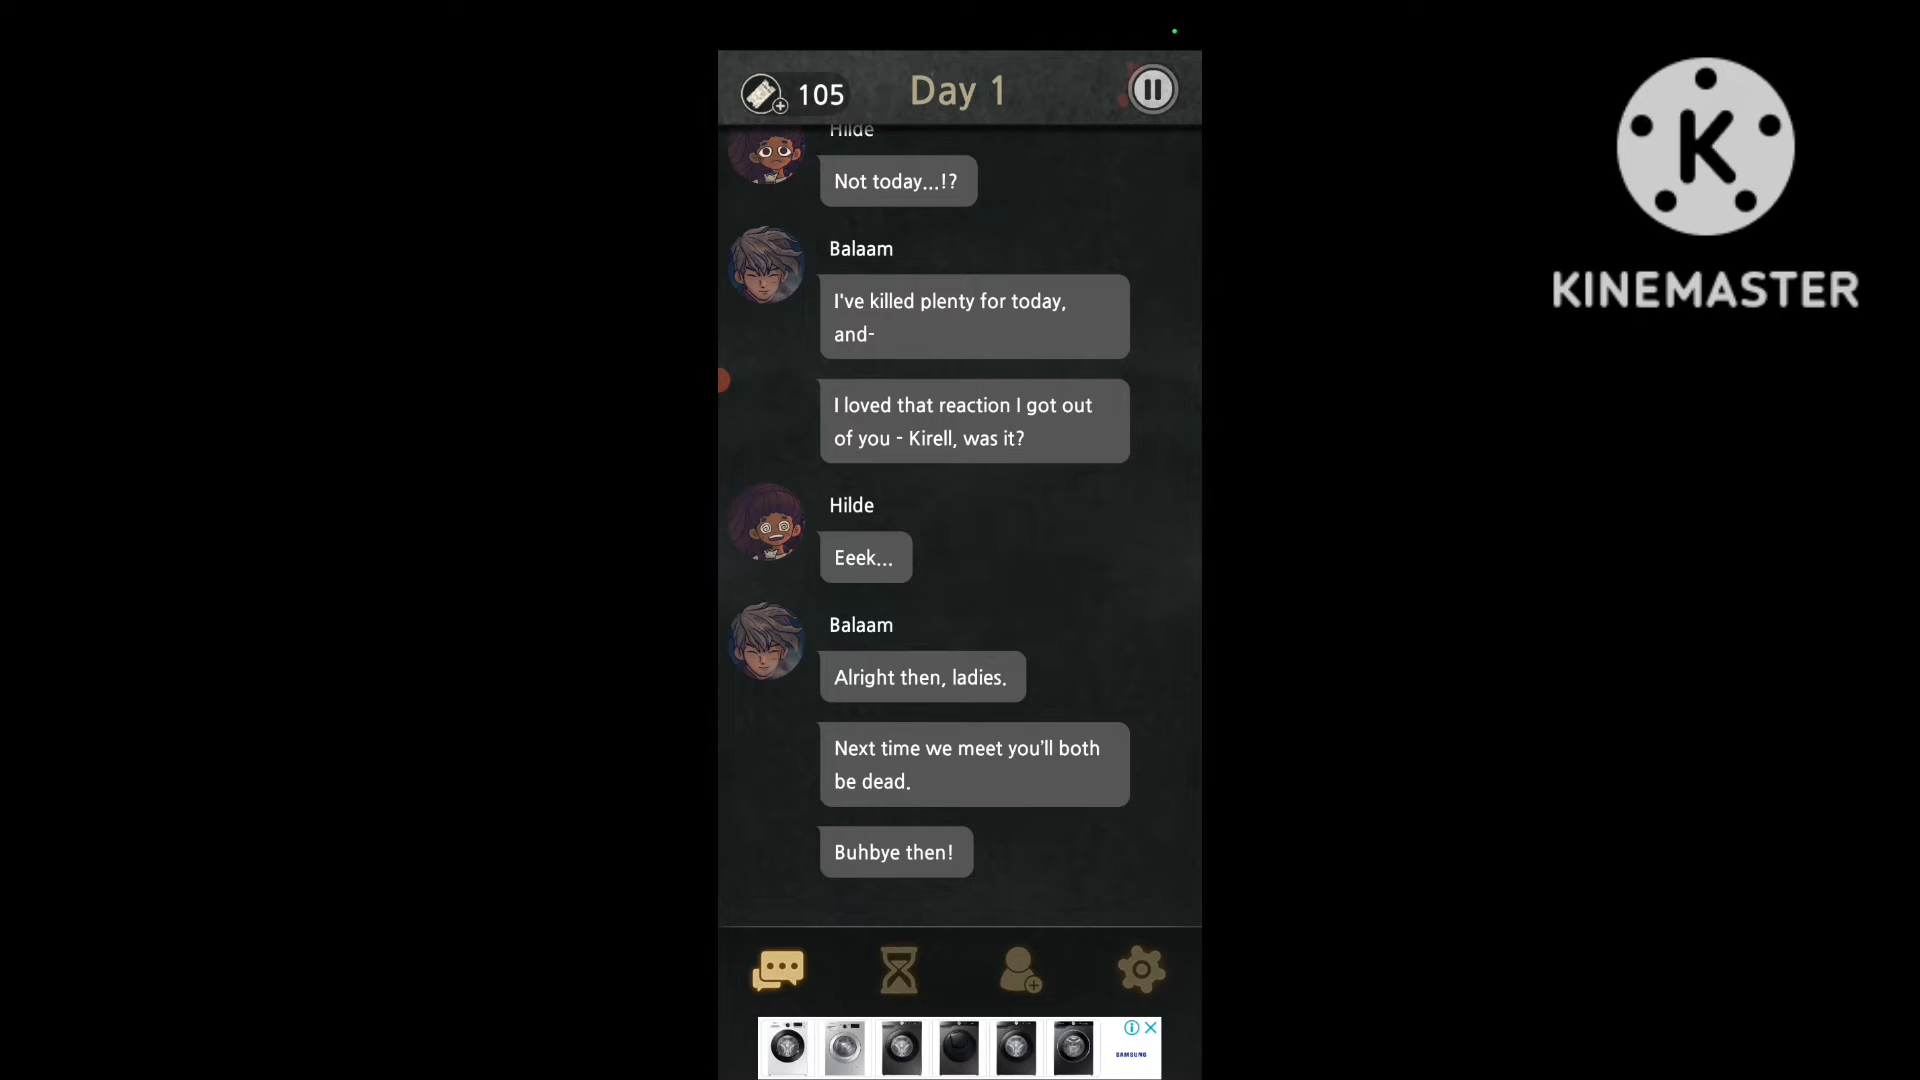 105
Day 1
K
KINEMASTER
Hilde
Not today...!?
Balaam
I've killed plenty for today,
and-
I loved that reaction I got out
of you - Kirell, was it?
Hilde
Eeek...
Balaam
Alright then, ladies.
Next time we meet you'll both
be dead.
Buhbye then!
SAMSUNG